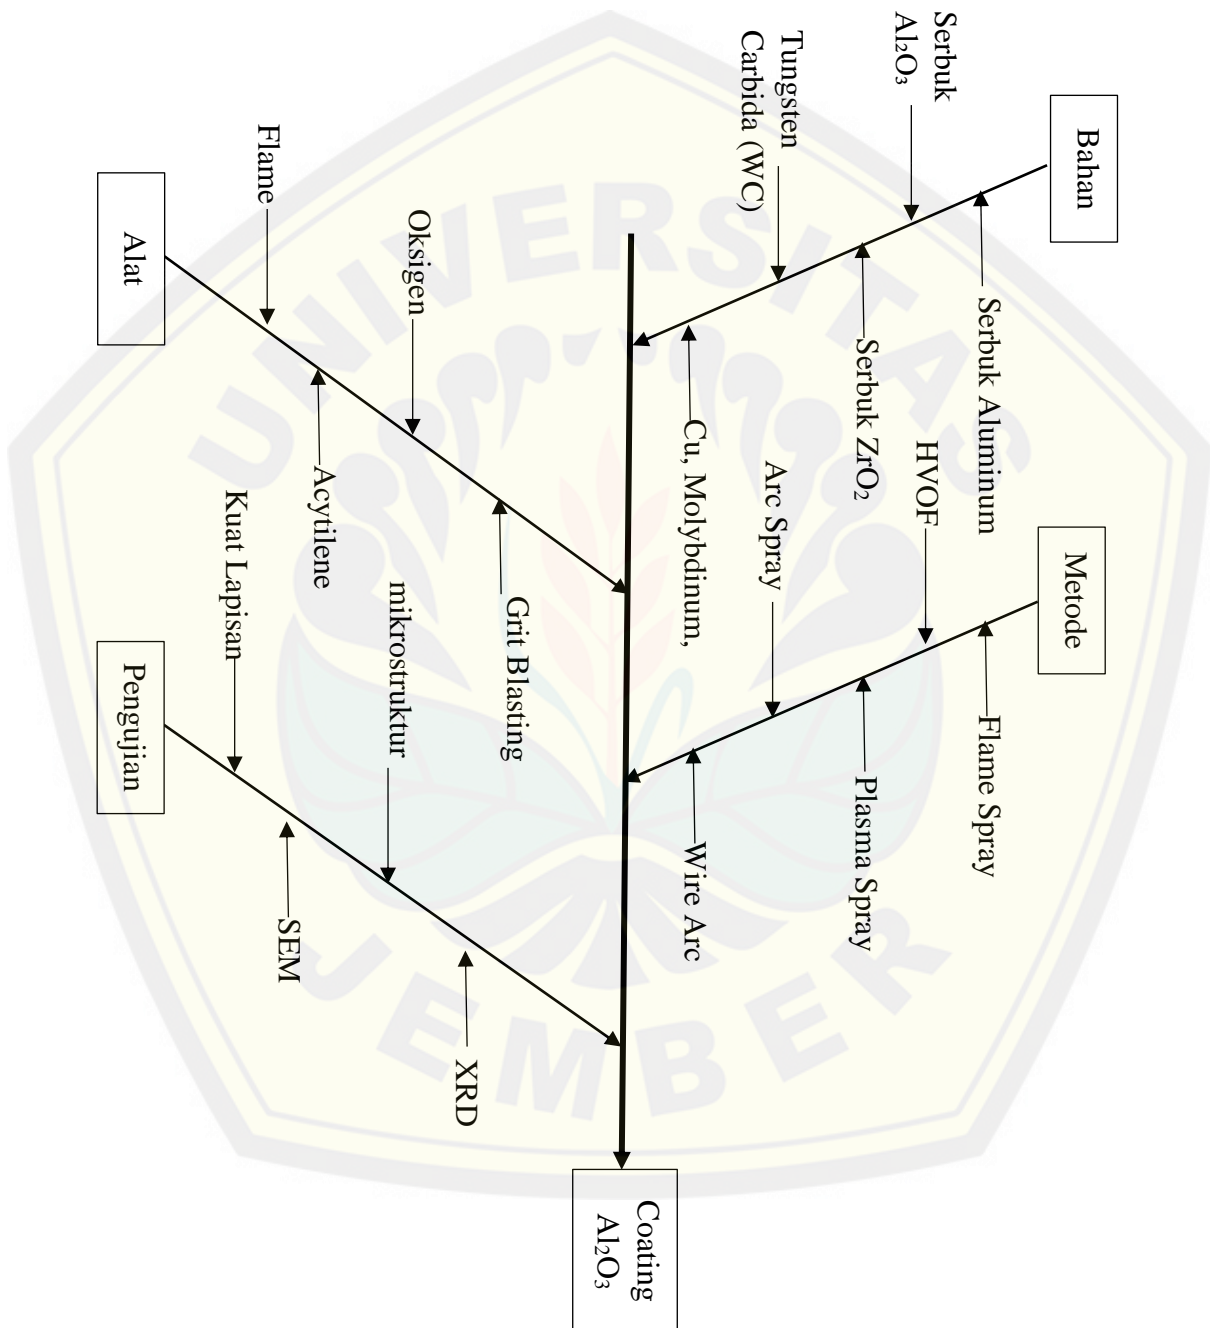 Bahan
Serbuk
Al₂O₃
Serbuk Aluminum
Tungsten
Carbida (WC)
Serbuk ZrO₂
Cu, Molybdinum,
Metode
HVOF
Flame Spray
Arc Spray
Plasma Spray
Wire Arc
Coating
Al₂O₃
Alat
Flame
Acytilene
Oksigen
Grit Blasting
Pengujian
Kuat Lapisan
SEM
mikrostruktur
XRD
UNIVERSITAS
JEMBER